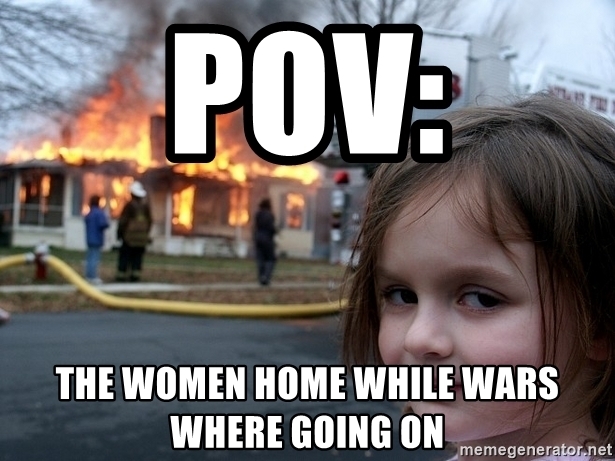 POV:
THE WOMEN HOME WHILE WARS
WHERE GOING ON
memegenerator.net